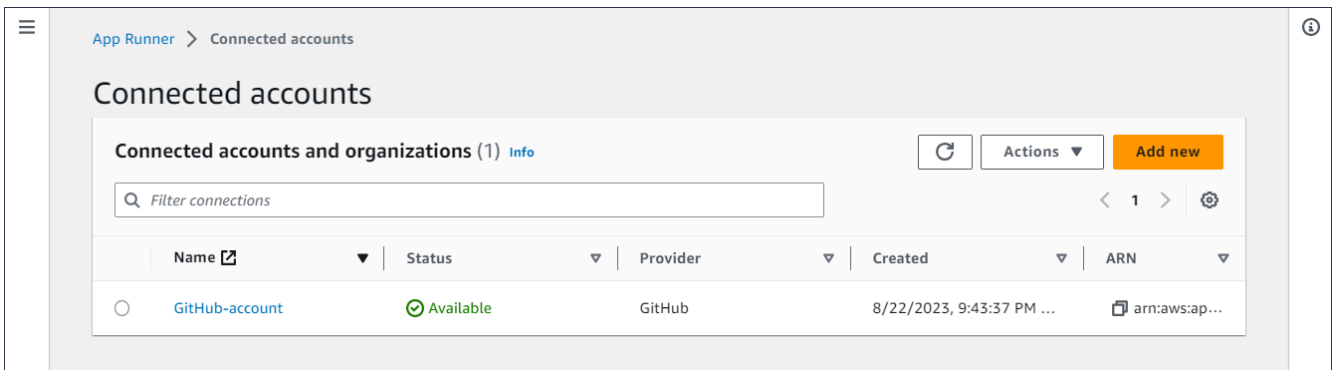 App Runner > Connected accounts
Connected accounts
Connected accounts and organizations (1) Info
Actions
Add new
Filter connections
1
Name Status Provider Created ARN
GitHub-account Available GitHub 8/22/2023, 9:43:37 PM ... arn:aws:ap...